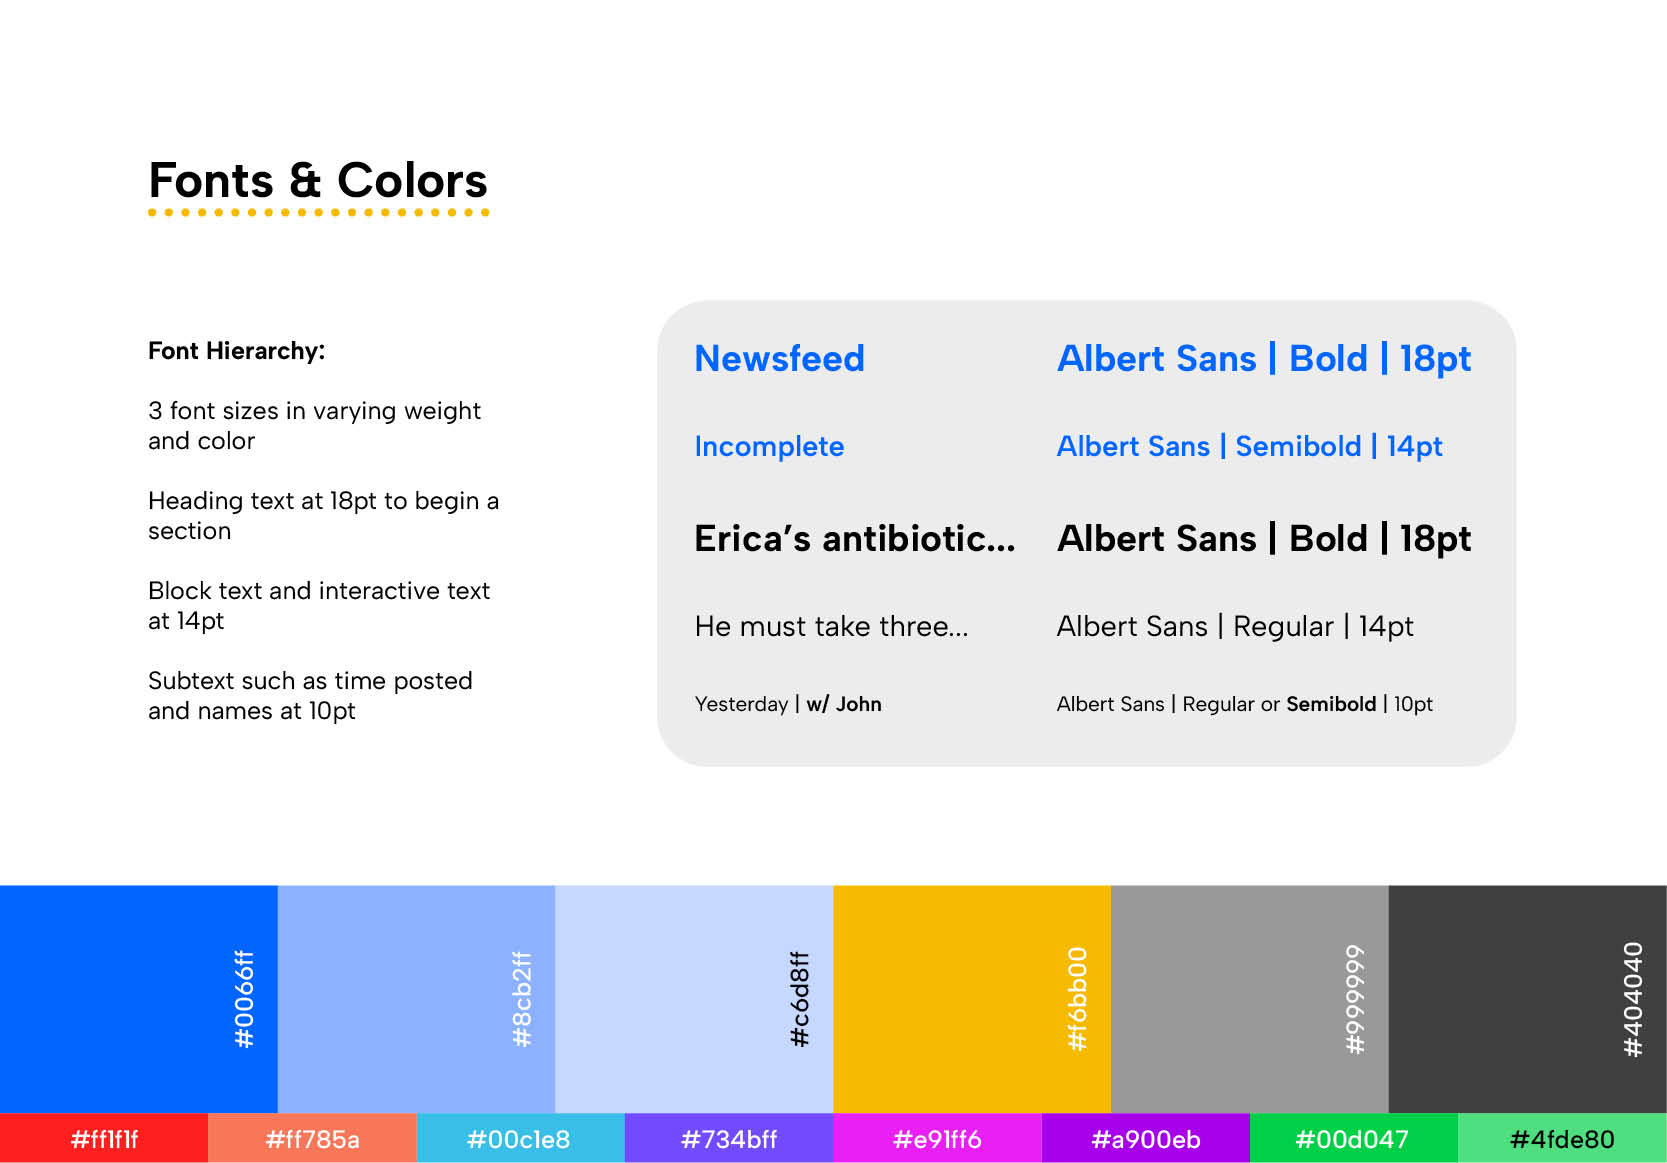 Fonts & Colors
Font Hierarchy:
3 font sizes in varying weight
and color
Heading text at 18pt to begin a
section
Block text and interactive text
at 14pt
Subtext such as time posted
and names at 10pt
Newsfeed Albert Sans | Bold | 18pt
Incomplete Albert Sans | Semibold | 14pt
Erica’s antibiotic... Albert Sans | Bold | 18pt
He must take three... Albert Sans | Regular | 14pt
Yesterday | w/ John Albert Sans | Regular or Semibold | 10pt
#0066ff
#8cb2ff
#c6d8ff
#f6bb00
#999999
#404040
#ff1f1f
#ff785a
#00c1e8
#734bff
#e91ff6
#a900eb
#00d047
#4fde80